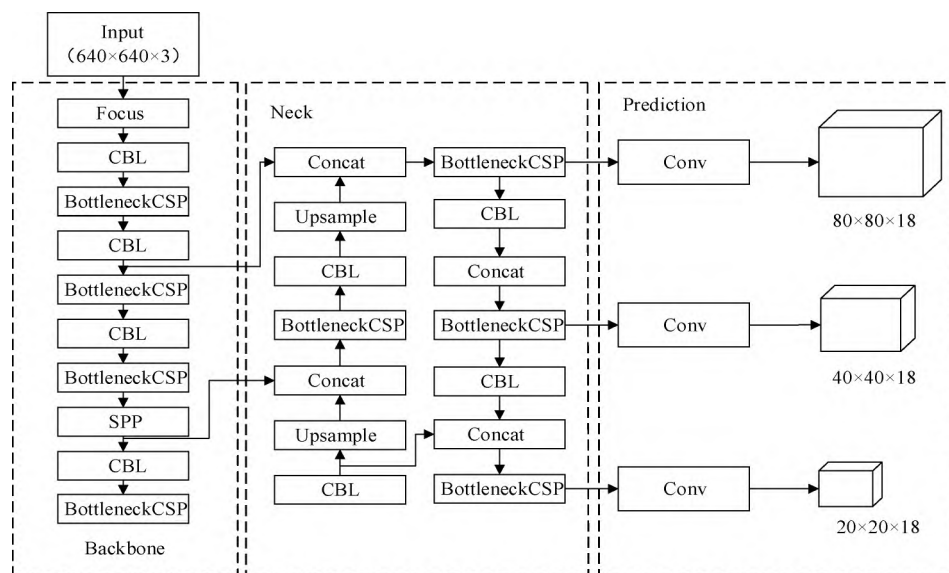 Input
（640×640×3）
Focus
CBL
BottleneckCSP
CBL
BottleneckCSP
CBL
BottleneckCSP
SPP
CBL
BottleneckCSP
Backbone
Neck
Concat
Upsample
CBL
BottleneckCSP
Concat
Upsample
CBL
BottleneckCSP
CBL
Concat
BottleneckCSP
CBL
Concat
BottleneckCSP
Prediction
Conv
80×80×18
Conv
40×40×18
Conv
20×20×18